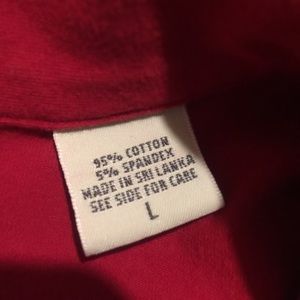 95% COTTON
5% SPANDEX
MADE IN SRI LANKA
SEE SIDE FOR CARE
L